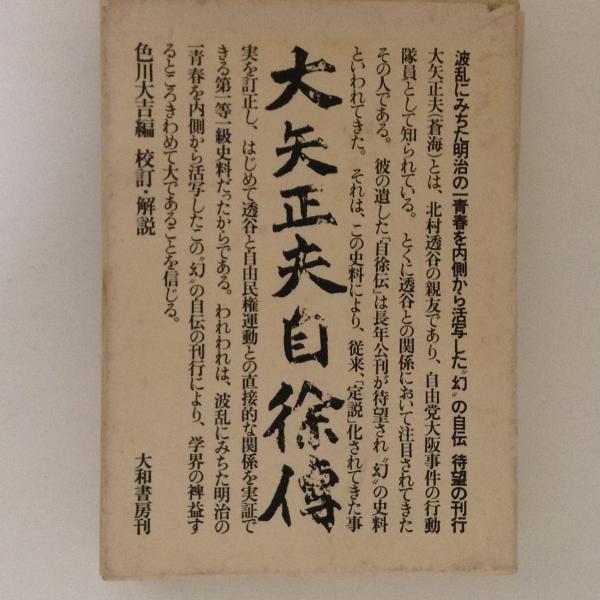 波乱にみちた明治の一青春を内側から活写した〝幻〟の自伝 待望の刊行
大矢正夫(蒼海)とは、北村透谷の親友であり、自由党大阪事件の行動
隊員として知られている。とくに透谷との関係において注目されてきた
その人である。彼の遺した「自徐伝」は長年公刊が待望され〝幻〟の史料
といわれてきた。それは、この史料により、従来、「定説」化されてきた事
大矢正夫自徐傳
実を訂正し、はじめて透谷と自由民権運動との直接的な関係を実証で
きる第一等一級史料だったからである。われわれは、波乱にみちた明治の
一青春を内側から活写したこの〝幻〟の自伝の刊行により、学界の裨益す
るところきわめて大であることを信じる。
色川大吉編 校訂・解説
大和書房刊